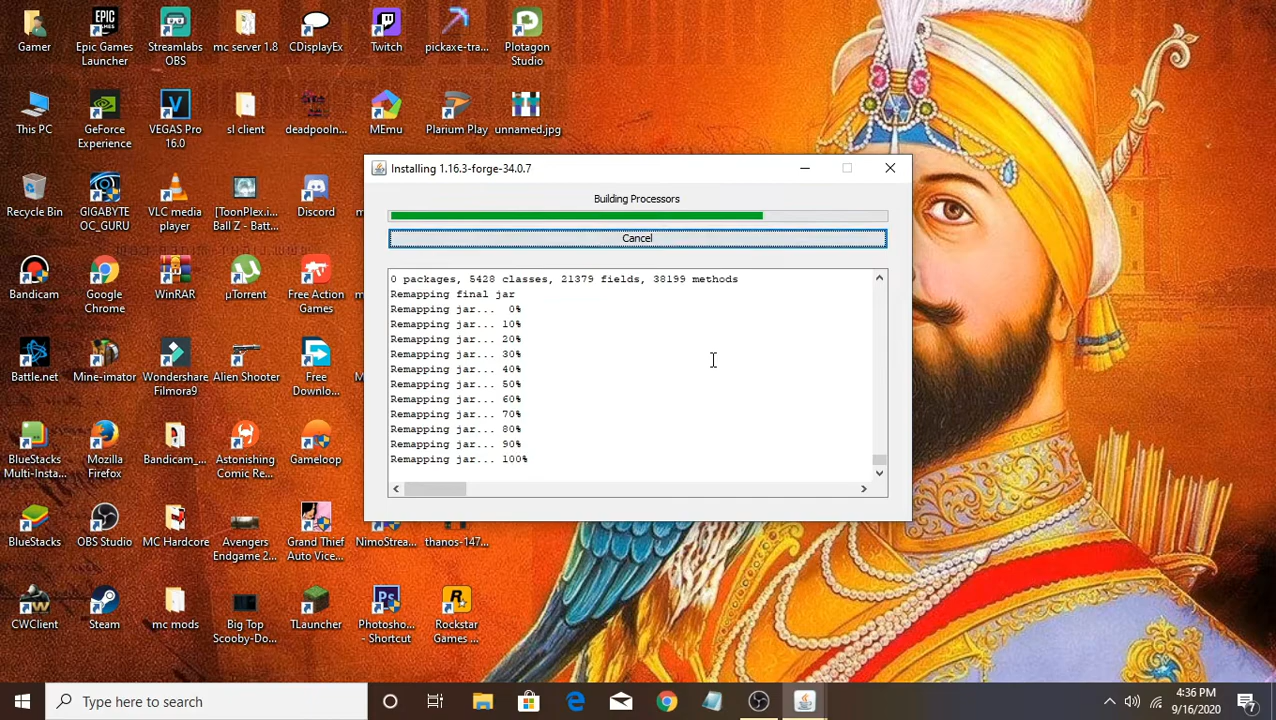 Gamer
Epic Games
Launcher
Streamlabs
OBS
mc server 1.8
CDisplayEx
Twitch
pickaxe-tra...
Plotagon
Studio
This PC
GeForce
Experience
VEGAS Pro
16.0
sl client
deadpooln...
MEmu
Plarium Play
unnamed.jpg
Installing 1.16.3-forge-34.0.7
Building Processors
Cancel
0 packages, 5428 classes, 21379 fields, 38199 methods
Remapping final jar
Remapping jar... 0%
Remapping jar... 10%
Remapping jar... 20%
Remapping jar... 30%
Remapping jar... 40%
Remapping jar... 50%
Remapping jar... 60%
Remapping jar... 70%
Remapping jar... 80%
Remapping jar... 90%
Remapping jar... 100%
Recycle Bin
GIGABYTE
OC_GURU
VLC media
player
[ToonPlex.i...
Ball Z - Batt...
Discord
Bandicam
Google
Chrome
WinRAR
µTorrent
Free Action
Games
Battle.net
Mine-imator
Wondershare
Filmora9
Alien Shooter
Free
Downlo...
BlueStacks
Multi-Insta...
Mozilla
Firefox
Bandicam_...
Astonishing
Comic Re...
Gameloop
BlueStacks
OBS Studio
MC Hardcore
Avengers
Endgame 2...
Grand Thief
Auto Vice...
NimoStrea...
thanos-147...
CWClient
Steam
mc mods
Big Top
Scooby-Do...
TLauncher
Photosho...
- Shortcut
Rockstar
Games ...
Type here to search
4:36 PM
9/16/2020
7